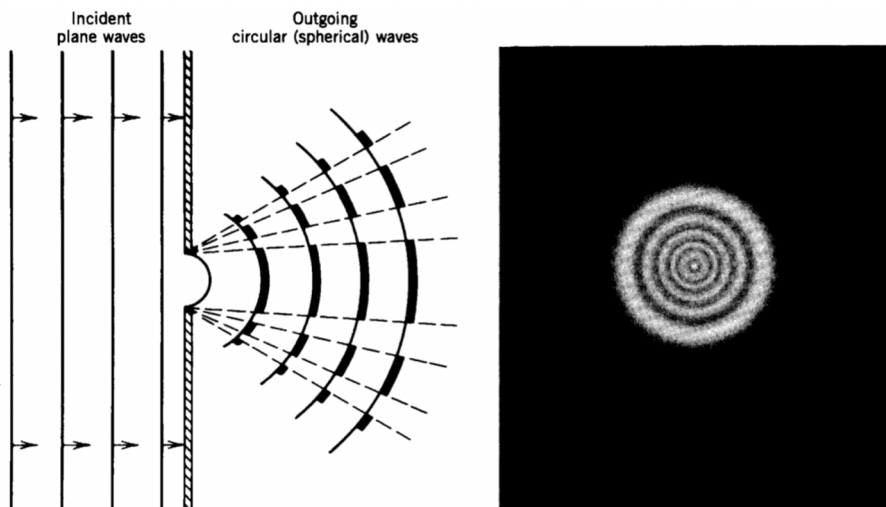 Incident
plane waves
Outgoing
circular (spherical) waves